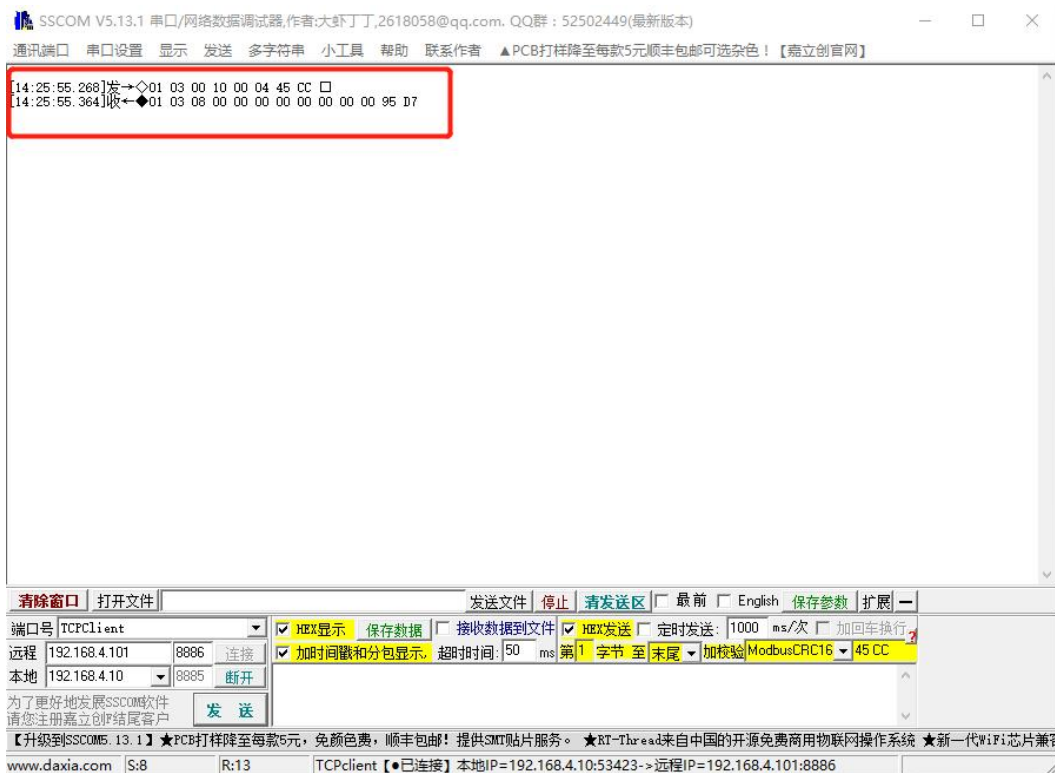 SSCOM V5.13.1 串口/网络数据调试器,作者:大虾丁丁,2618058@qq.com. QQ群：52502449(最新版本)
通讯端口 串口设置 显示 发送 多字符串 小工具 帮助 联系作者 ▲PCB打样降至每款5元顺丰包邮可选杂色！【嘉立创官网】
[14:25:55.268]发→◇01 03 00 10 00 04 45 CC □
[14:25:55.364]收←◆01 03 08 00 00 00 00 00 00 00 00 95 D7
清除窗口 打开文件 发送文件 停止 清发送区 最前 English 保存参数 扩展 —
端口号 TCPClient HEX显示 保存数据 接收数据到文件 HEX发送 定时发送: 1000 ms/次 加回车换行
远程 192.168.4.101 8886 连接 加时间戳和分包显示, 超时时间: 50 ms 第 1 字节 至 末尾 加校验 ModbusCRC16 45 CC
本地 192.168.4.10 8885 断开
为了更好地发展SSCOM软件
请您注册嘉立创F结尾客户
发 送
【升级到SSCOM5.13.1】★PCB打样降至每款5元，免颜色费，顺丰包邮！提供SMT贴片服务。 ★RT-Thread来自中国的开源免费商用物联网操作系统 ★新一代WiFi芯片兼容
www.daxia.com S:8 R:13 TCPclient【●已连接】本地IP=192.168.4.10:53423->远程IP=192.168.4.101:8886